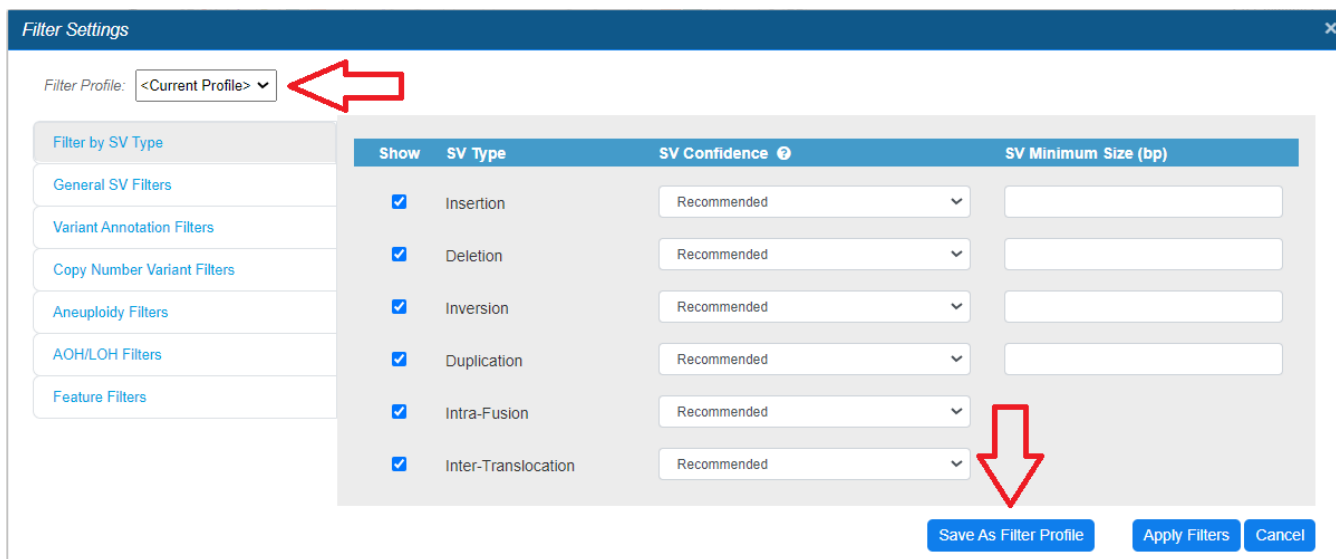 Filter Settings ×
Filter Profile: <Current Profile>
Filter by SV Type
General SV Filters
Variant Annotation Filters
Copy Number Variant Filters
Aneuploidy Filters
AOH/LOH Filters
Feature Filters
Show SV Type SV Confidence ? SV Minimum Size (bp)
Insertion Recommended
Deletion Recommended
Inversion Recommended
Duplication Recommended
Intra-Fusion Recommended
Inter-Translocation Recommended
Save As Filter Profile Apply Filters Cancel